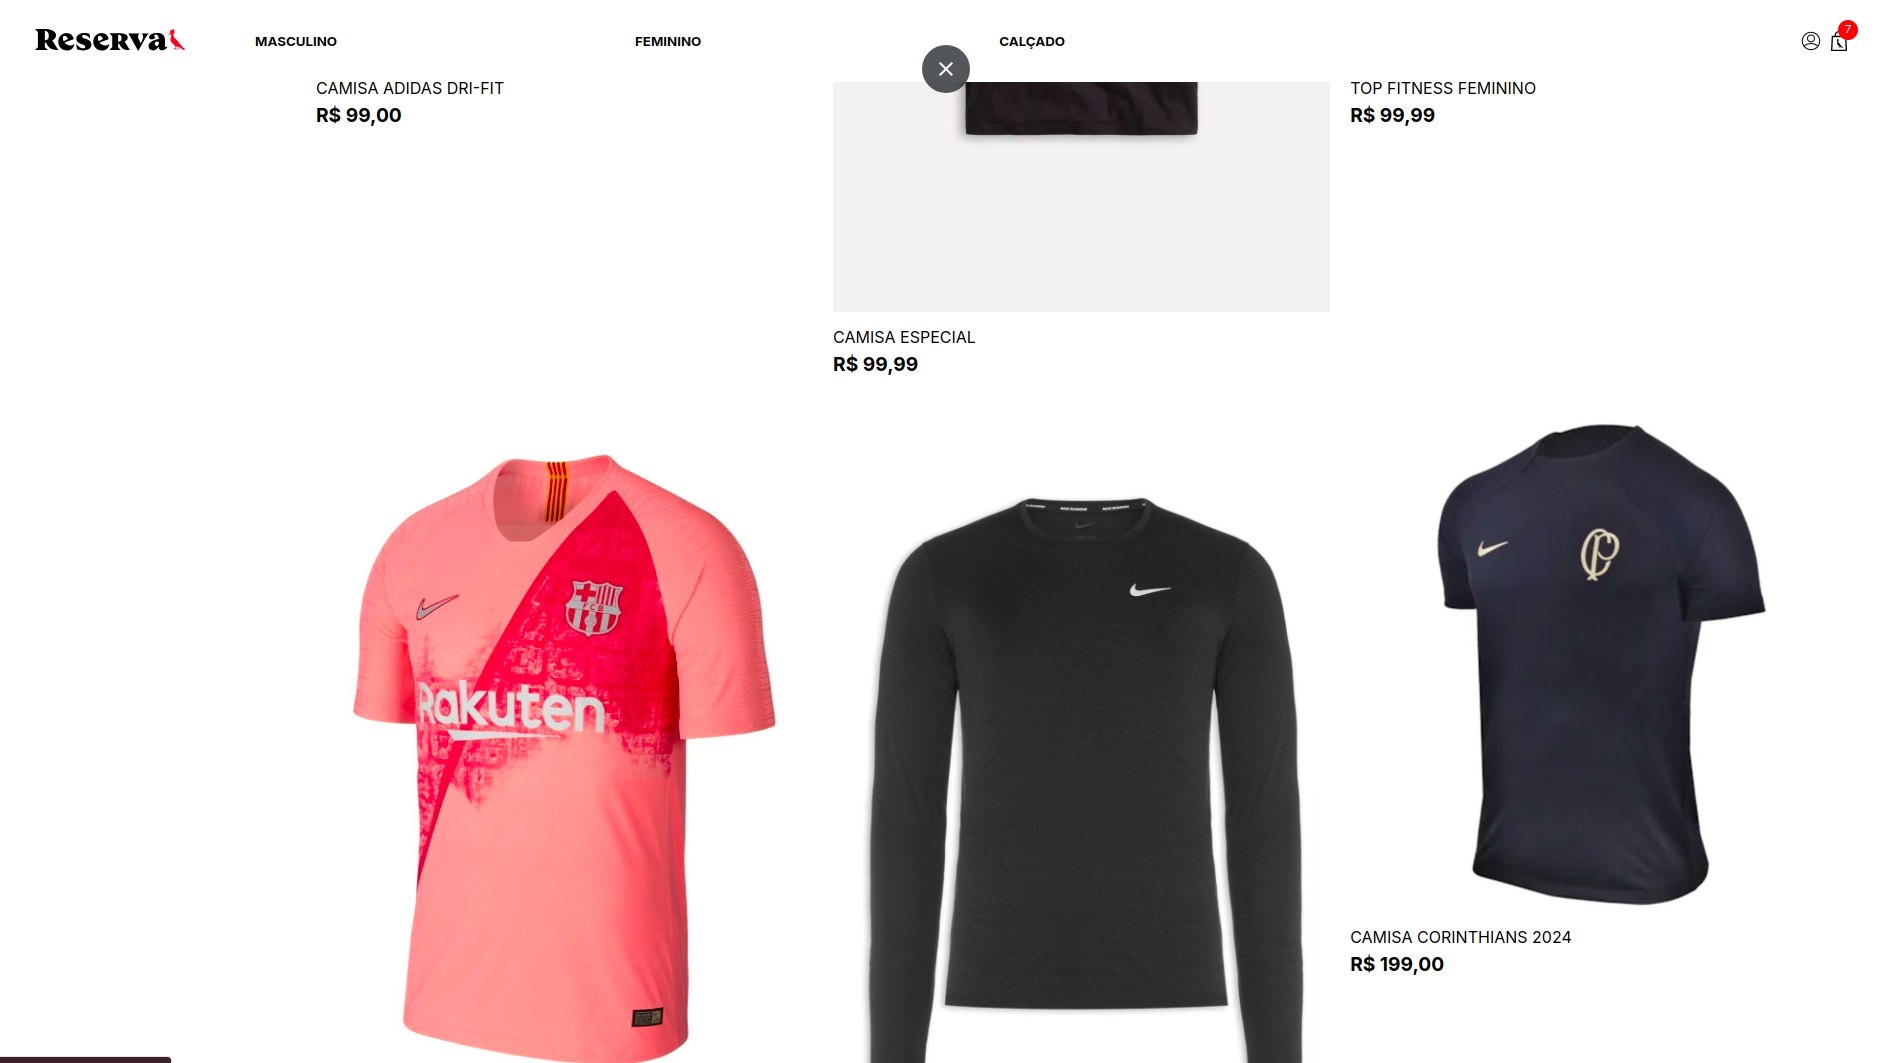 Reserva
MASCULINO
FEMININO
CALÇADO
7
CAMISA ADIDAS DRI-FIT
R$ 99,00
TOP FITNESS FEMININO
R$ 99,99
CAMISA ESPECIAL
R$ 99,99
FCB
Rakuten
CAMISA CORINTHIANS 2024
R$ 199,00